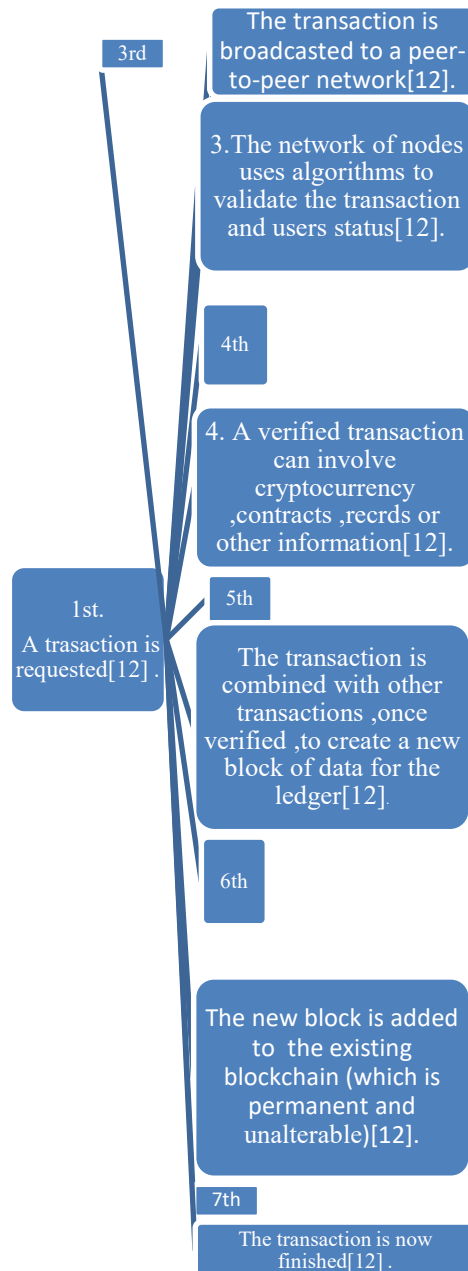 3rd
The transaction is
broadcasted to a peer-
to-peer network[12].
3.The network of nodes
uses algorithms to
validate the transaction
and users status[12].
4th
4. A verified transaction
can involve
cryptocurrency
,contracts ,recrds or
other information[12].
1st.
A trasaction is
requested[12] .
5th
The transaction is
combined with other
transactions ,once
verified ,to create a new
block of data for the
ledger[12].
6th
The new block is added
to the existing
blockchain (which is
permanent and
unalterable)[12].
7th
The transaction is now
finished[12] .